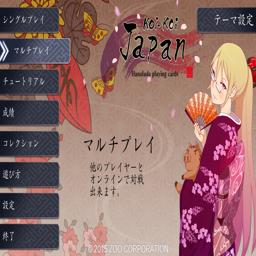 シングルプレイ
マルチプレイ
チュートリアル
成績
コレクション
遊び方
設定
終了
テーマ設定
KOI-KOI
Japan
Hanafuda playing cards
マルチプレイ
他のプレイヤーと
オンラインで対戦
出来ます。
© 2015 ZOO CORPORATION